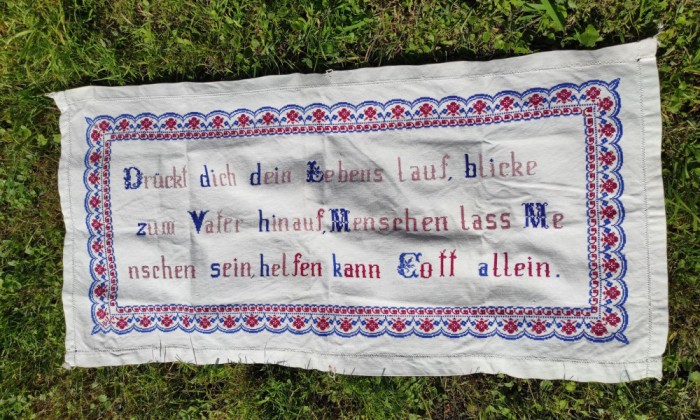 Drückt dich dein Lebens lauf, blicke
zum Vater hinauf, Menschen lass Me
nschen sein, helfen kann Gott allein.